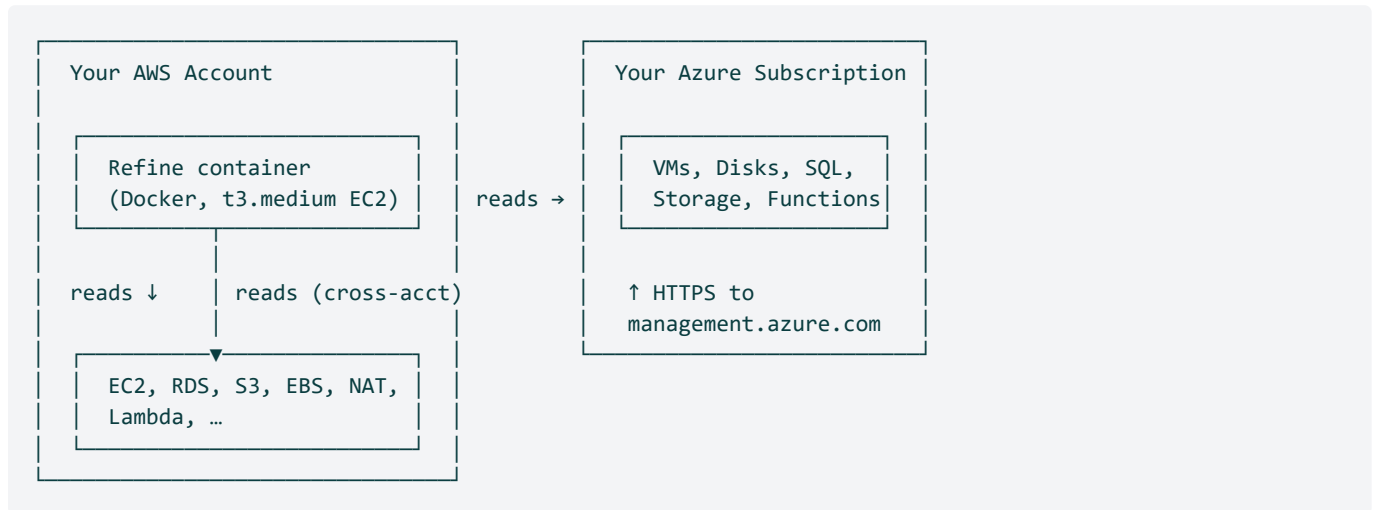 Your AWS Account
Your Azure Subscription
Refine container
(Docker, t3.medium EC2)
reads →
VMs, Disks, SQL,
Storage, Functions
reads ↓
reads (cross-acct)
↑ HTTPS to
management.azure.com
EC2, RDS, S3, EBS, NAT,
Lambda, …